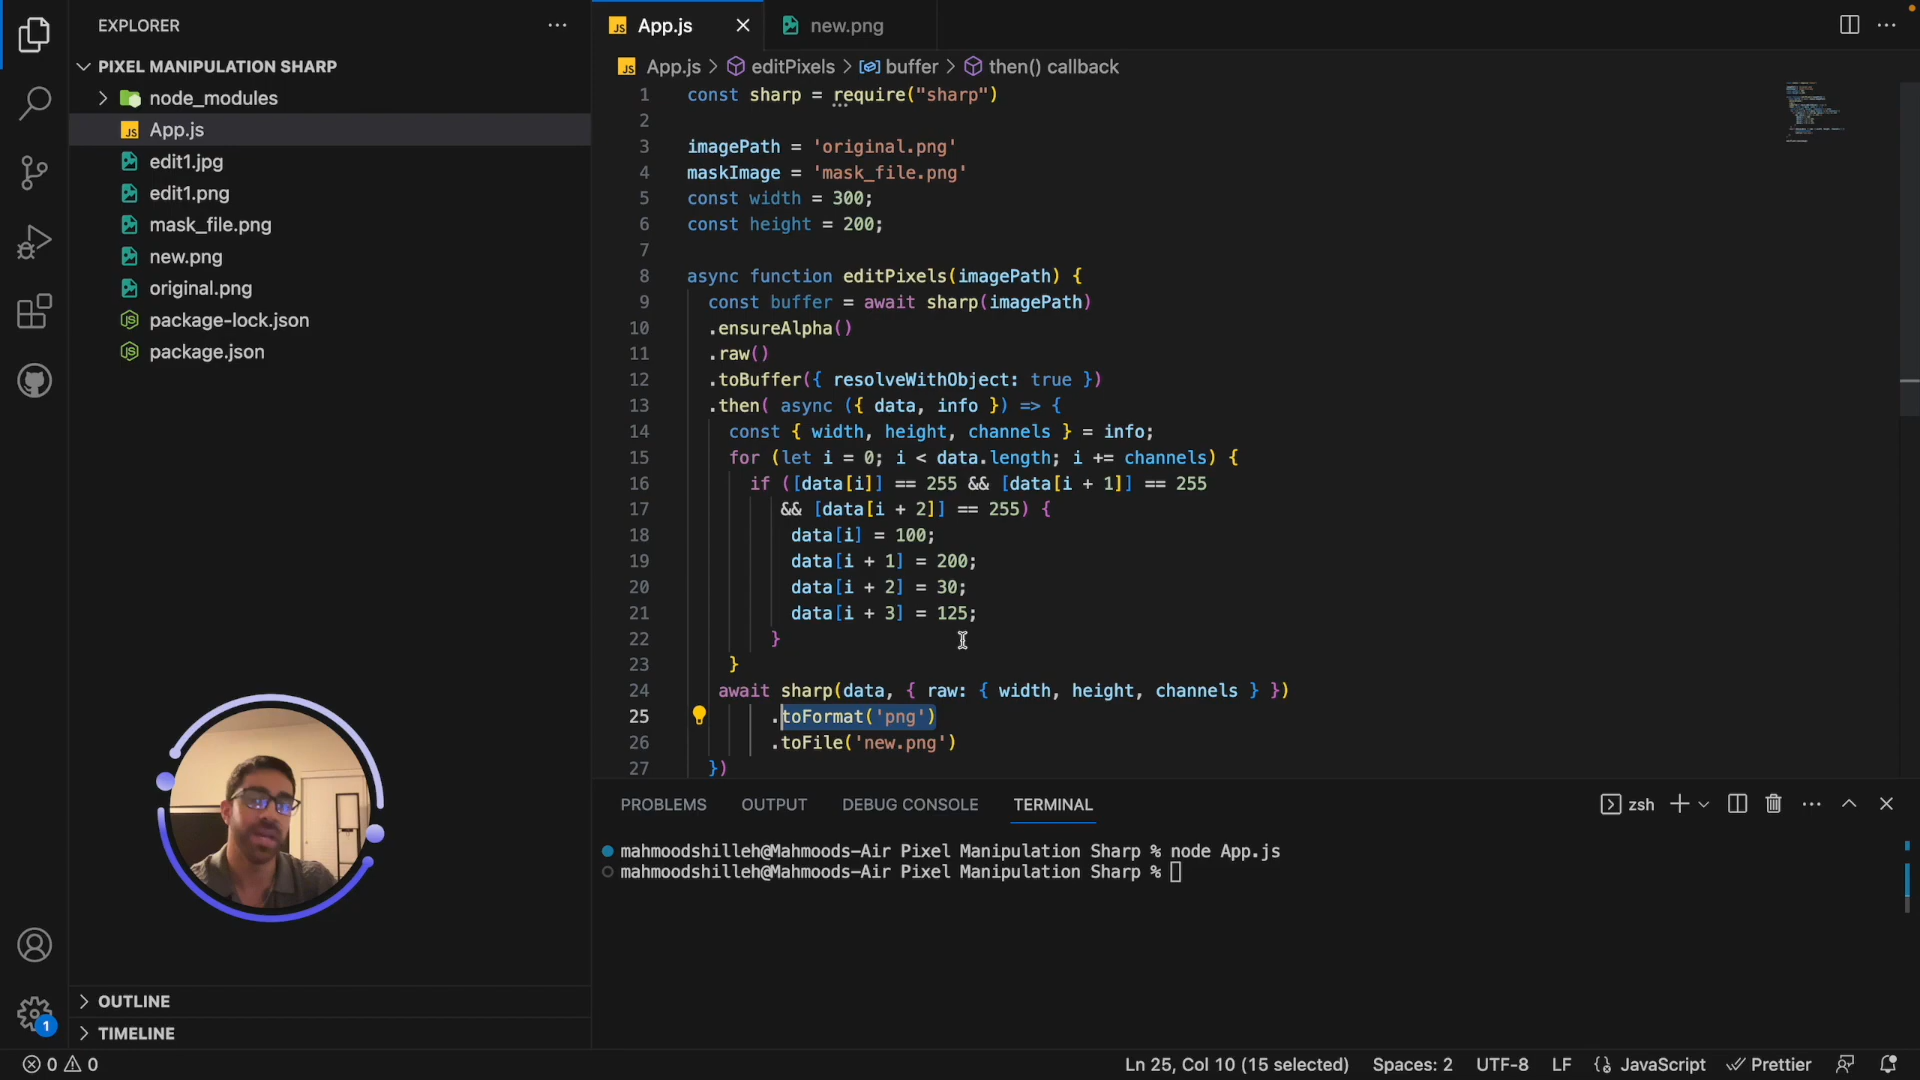 EXPLORER
PIXEL MANIPULATION SHARP
node_modules
JS App.js
edit1.jpg
edit1.png
mask_file.png
new.png
original.png
package-lock.json
package.json
OUTLINE
TIMELINE
1
JS App.js
new.png
JS App.js > editPixels > buffer > then() callback
1 const sharp = require("sharp")
2
3 imagePath = 'original.png'
4 maskImage = 'mask_file.png'
5 const width = 300;
6 const height = 200;
7
8 async function editPixels(imagePath) {
9 const buffer = await sharp(imagePath)
10 .ensureAlpha()
11 .raw()
12 .toBuffer({ resolveWithObject: true })
13 .then( async ({ data, info }) => {
14 const { width, height, channels } = info;
15 for (let i = 0; i < data.length; i += channels) {
16 if ([data[i]] == 255 && [data[i + 1]] == 255
17 && [data[i + 2]] == 255) {
18 data[i] = 100;
19 data[i + 1] = 200;
20 data[i + 2] = 30;
21 data[i + 3] = 125;
22 }
23 }
24 await sharp(data, { raw: { width, height, channels } })
25 .toFormat('png')
26 .toFile('new.png')
27 })
PROBLEMS OUTPUT DEBUG CONSOLE TERMINAL
zsh
mahmoodshilleh@Mahmoods-Air Pixel Manipulation Sharp % node App.js
mahmoodshilleh@Mahmoods-Air Pixel Manipulation Sharp %
0 0
Ln 25, Col 10 (15 selected) Spaces: 2 UTF-8 LF {} JavaScript Prettier